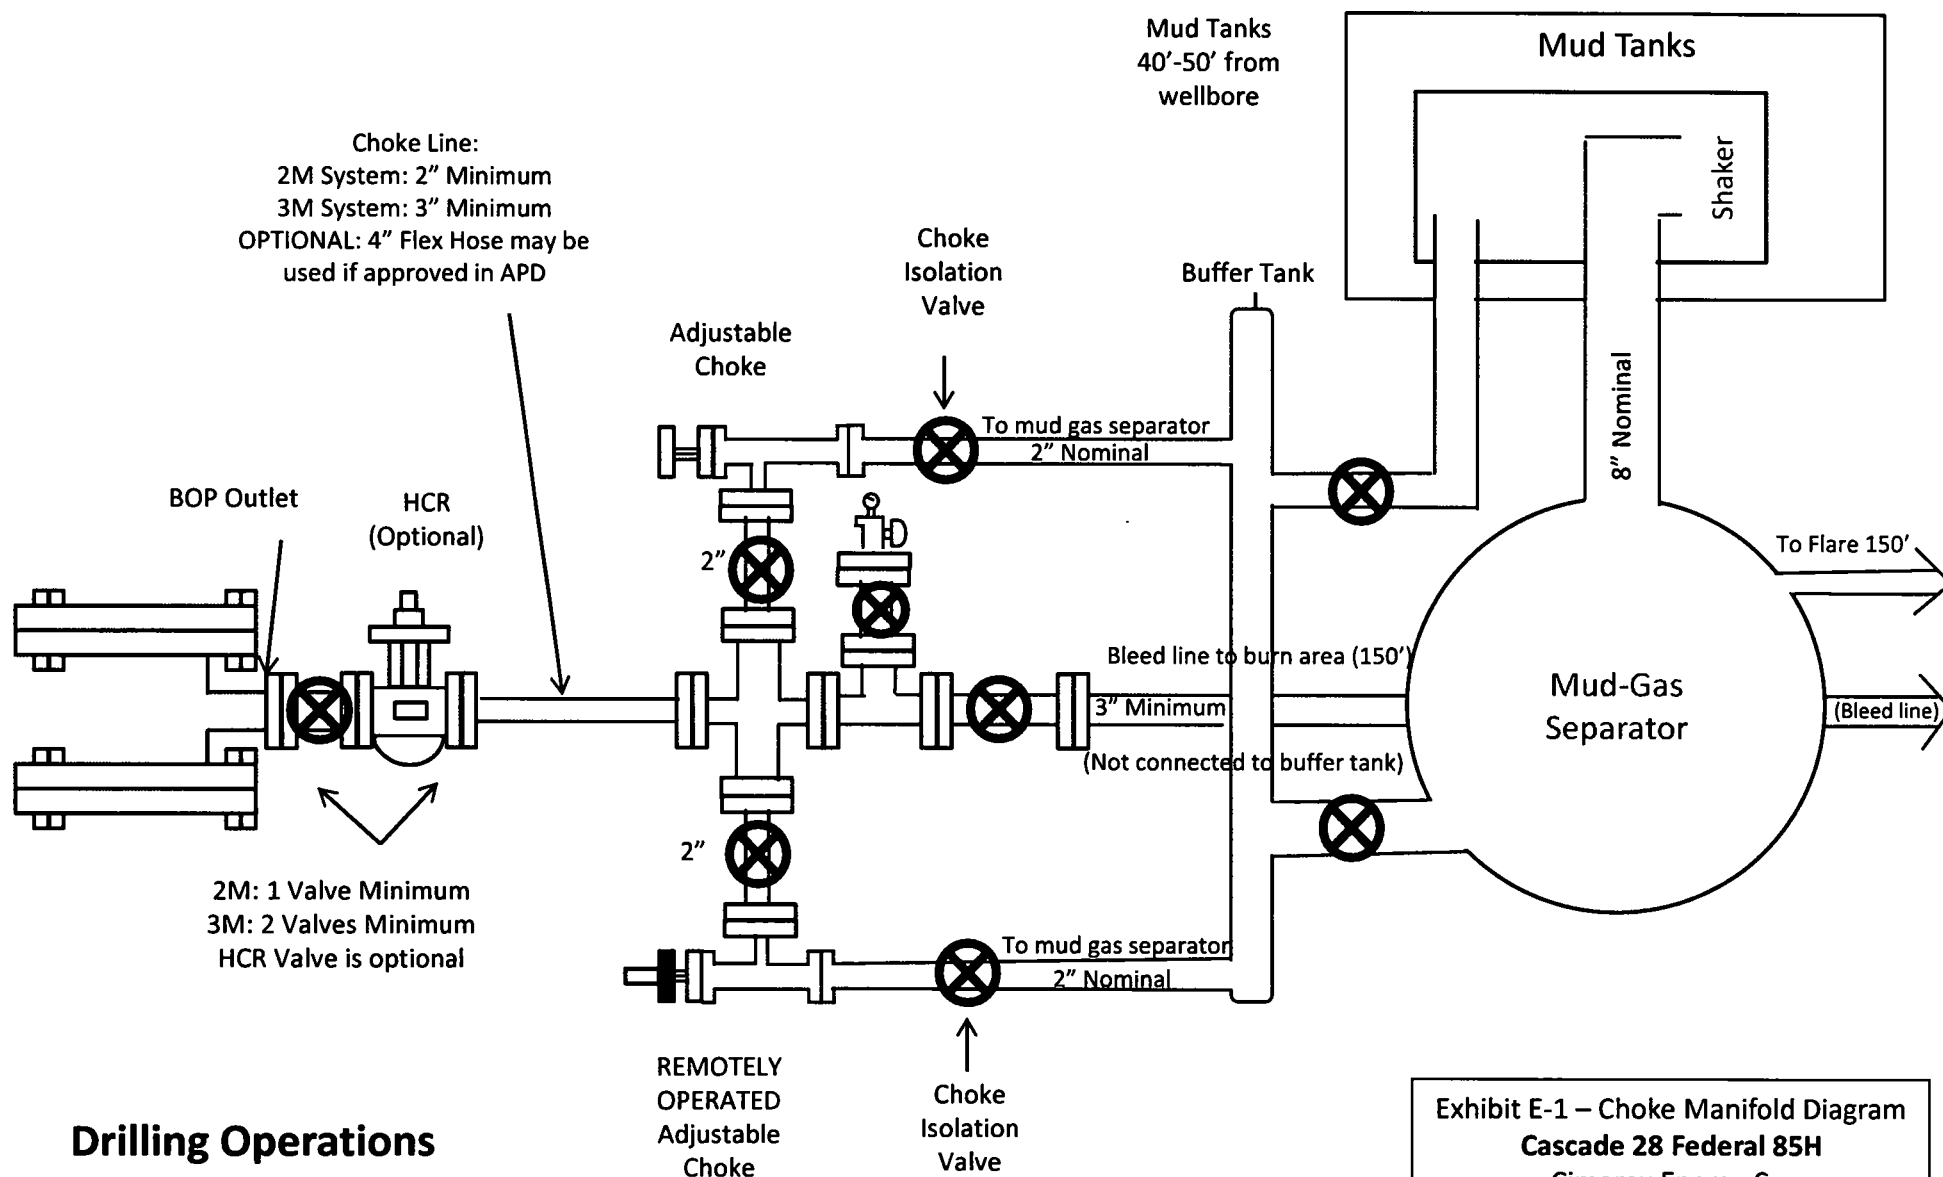 Mud Tanks
40'-50' from
wellbore
Mud Tanks
Shaker
Choke Line:
2M System: 2" Minimum
3M System: 3" Minimum
OPTIONAL: 4" Flex Hose may be
used if approved in APD
Choke
Isolation
Valve
Buffer Tank
Adjustable
Choke
8" Nominal
To mud gas separator
2" Nominal
BOP Outlet
HCR
(Optional)
2"
To Flare 150'
Bleed line to burn area (150')
3" Minimum
(Not connected to buffer tank)
Mud-Gas
Separator
(Bleed line)
2"
2M: 1 Valve Minimum
3M: 2 Valves Minimum
HCR Valve is optional
To mud gas separator
2" Nominal
REMOTELY
OPERATED
Adjustable
Choke
Choke
Isolation
Valve
Drilling Operations
Exhibit E-1 – Choke Manifold Diagram
Cascade 28 Federal 85H